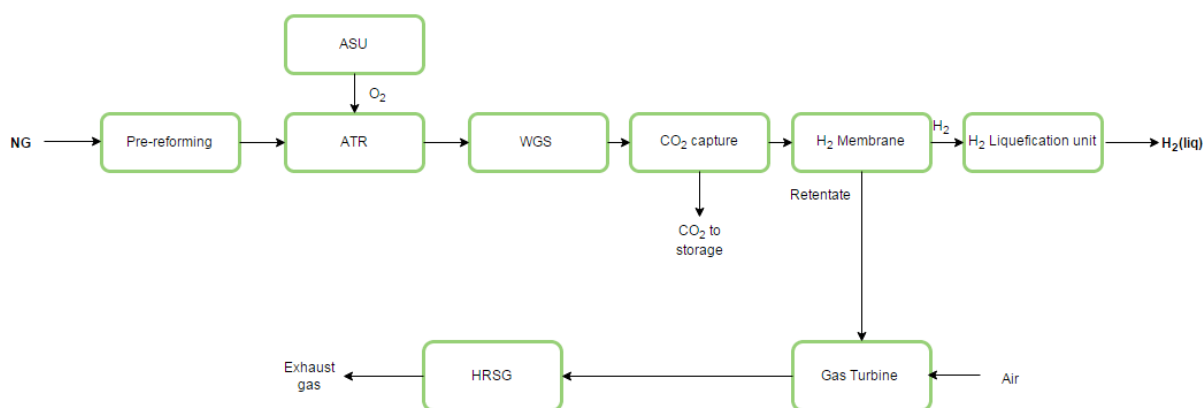 ASU
O2
NG
Pre-reforming
ATR
WGS
CO2 capture
H2 Membrane
H2
H2 Liquefication unit
H2(liq)
Retentate
CO2 to
storage
Exhaust
gas
HRSG
Gas Turbine
Air